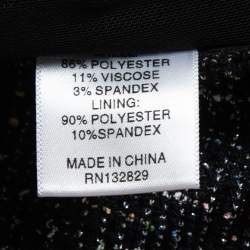 86% POLYESTER
11% VISCOSE
3% SPANDEX
LINING:
90% POLYESTER
10%SPANDEX
MADE IN CHINA
RN132829